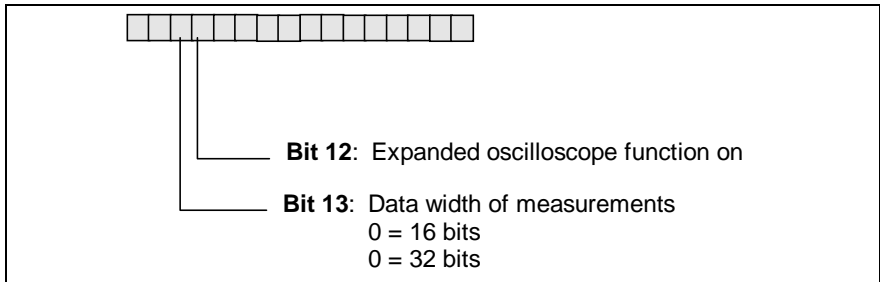 Bit 12: Expanded oscilloscope function on
Bit 13: Data width of measurements
0 = 16 bits
0 = 32 bits